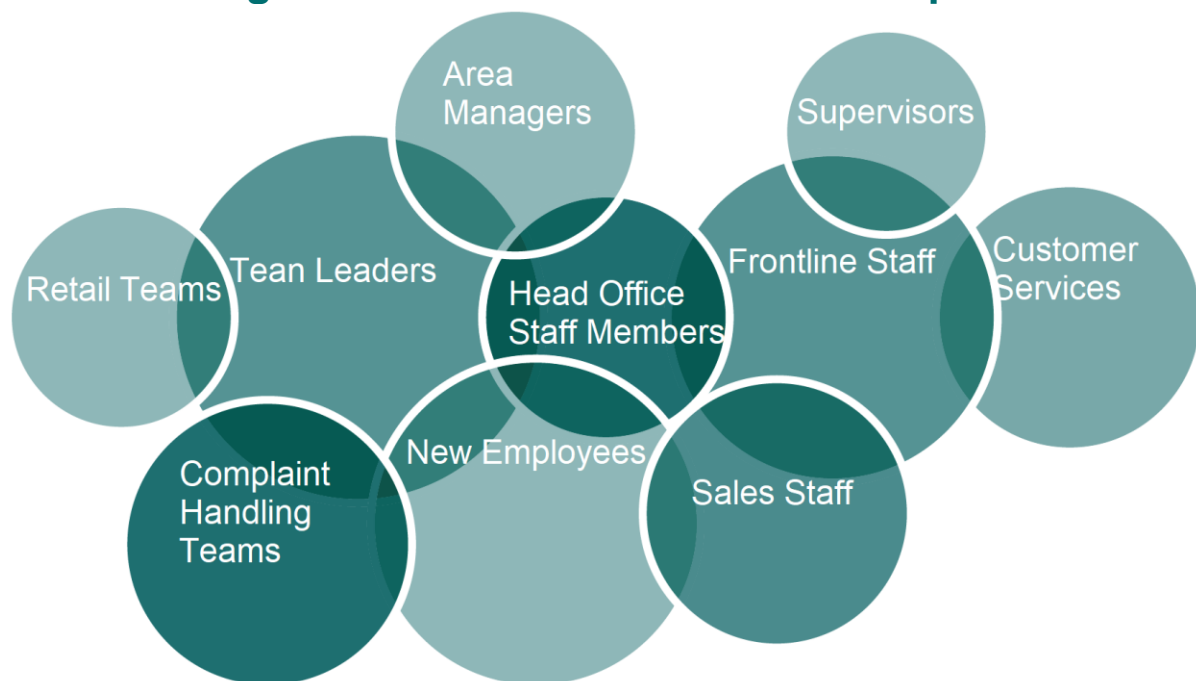 Area
Managers
Supervisors
Retail Teams
Tean Leaders
Head Office
Staff Members
Frontline Staff
Customer
Services
Complaint
Handling
Teams
New Employees
Sales Staff